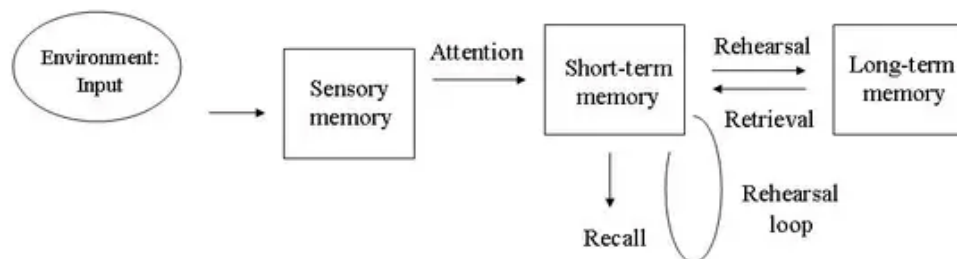 Environment:
Input
Sensory
memory
Attention
Short-term
memory
Rehearsal
Retrieval
Long-term
memory
Recall
Rehearsal
loop